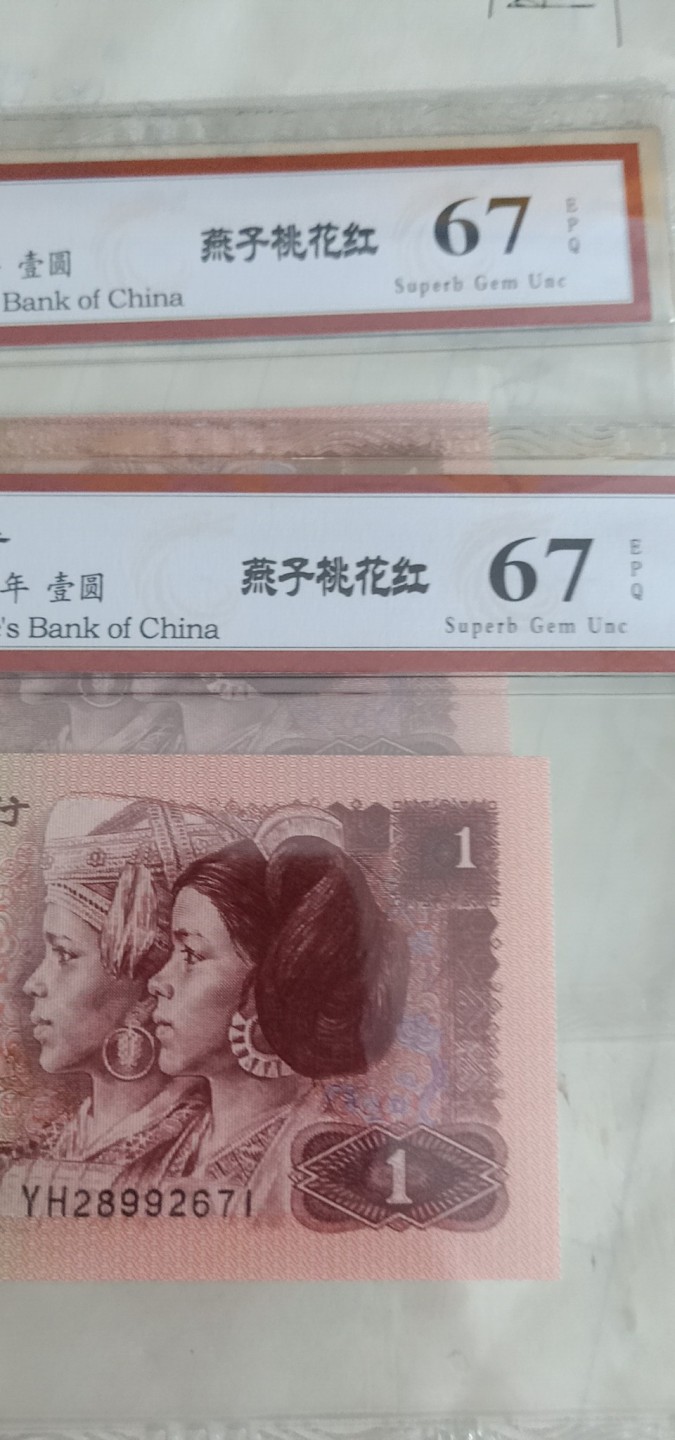 燕子桃花红 67 EPQ
壹圆
Bank of China Superb Gem Unc
燕子桃花红 67 EPQ
年 壹圆
's Bank of China Superb Gem Unc
1
1
YH28992671